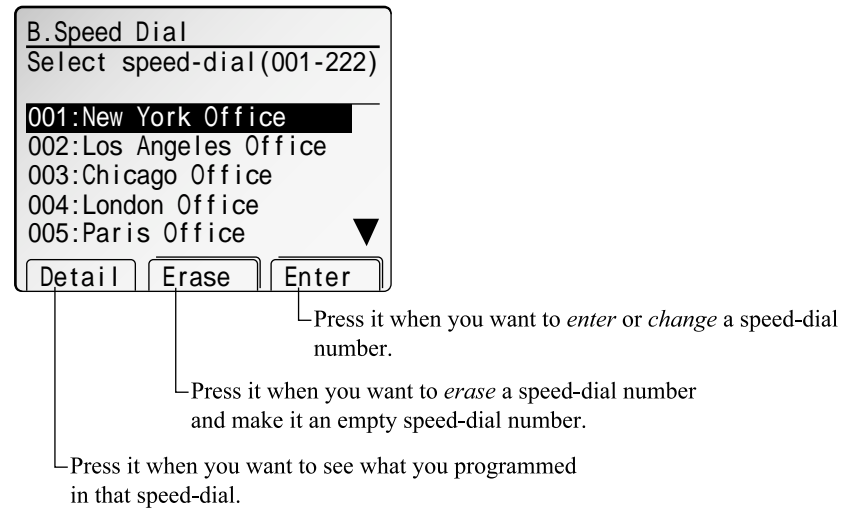 B.Speed Dial
Select speed-dial(001-222)
001:New York Office
002:Los Angeles Office
003:Chicago Office
004:London Office
005:Paris Office
Detail Erase Enter
Press it when you want to enter or change a speed-dial
number.
Press it when you want to erase a speed-dial number
and make it an empty speed-dial number.
Press it when you want to see what you programmed
in that speed-dial.